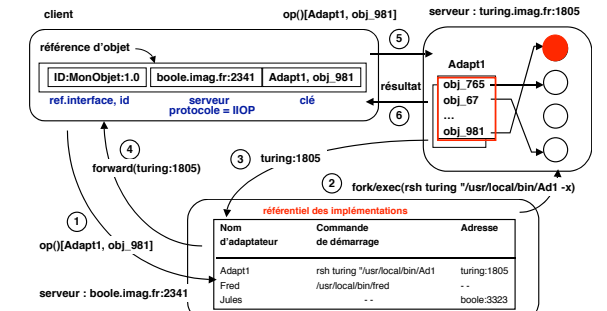 client
op()[Adapt1, obj_981]
serveur : turing.imag.fr:1805
5
référence d'objet
Adapt1
ID:MonObjet:1.0
boole.imag.fr:2341
Adapt1, obj_981
résultat
obj_765
obj_67
...
obj_981
ref.interface, id
serveur
protocole = IIOP
clé
6
4
forward(turing:1805)
3
turing:1805
2
fork/exec(rsh turing "/usr/local/bin/Ad1 -x)
1
op()[Adapt1, obj_981]
référentiel des implémentations
Nom
d'adaptateur
Commande
de démarrage
Adresse
Adapt1 rsh turing "/usr/local/bin/Ad1 turing:1805
Fred /usr/local/bin/fred - -
Jules - - boole:3323
serveur : boole.imag.fr:2341